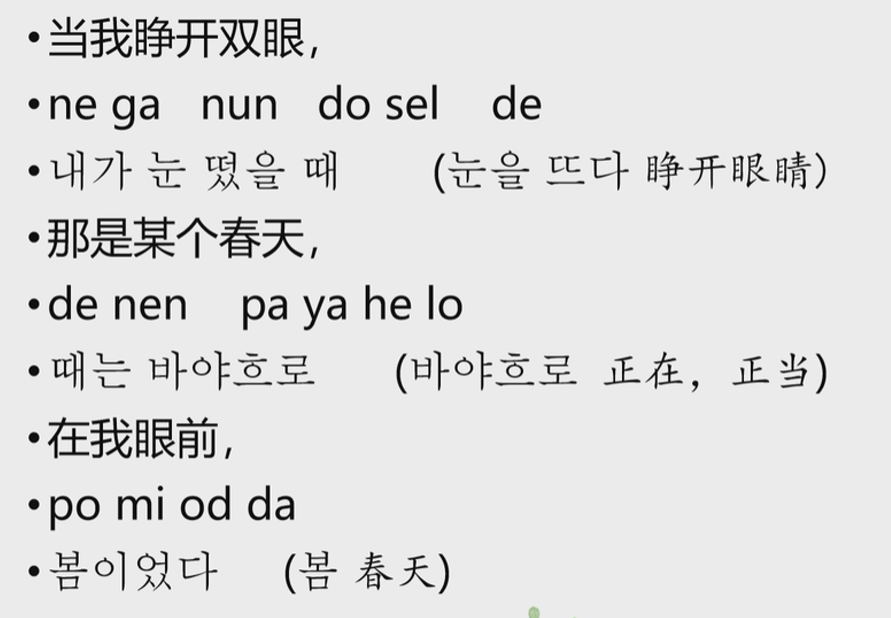 •当我睁开双眼，
•ne ga nun do sel de
•내가 눈 떴을 때 (눈을 뜨다 睁开眼睛)
•那是某个春天，
•de nen pa ya he lo
•때는 바야흐로 (바야흐로 正在，正当)
•在我眼前，
•po mi od da
•봄이었다 (봄 春天)